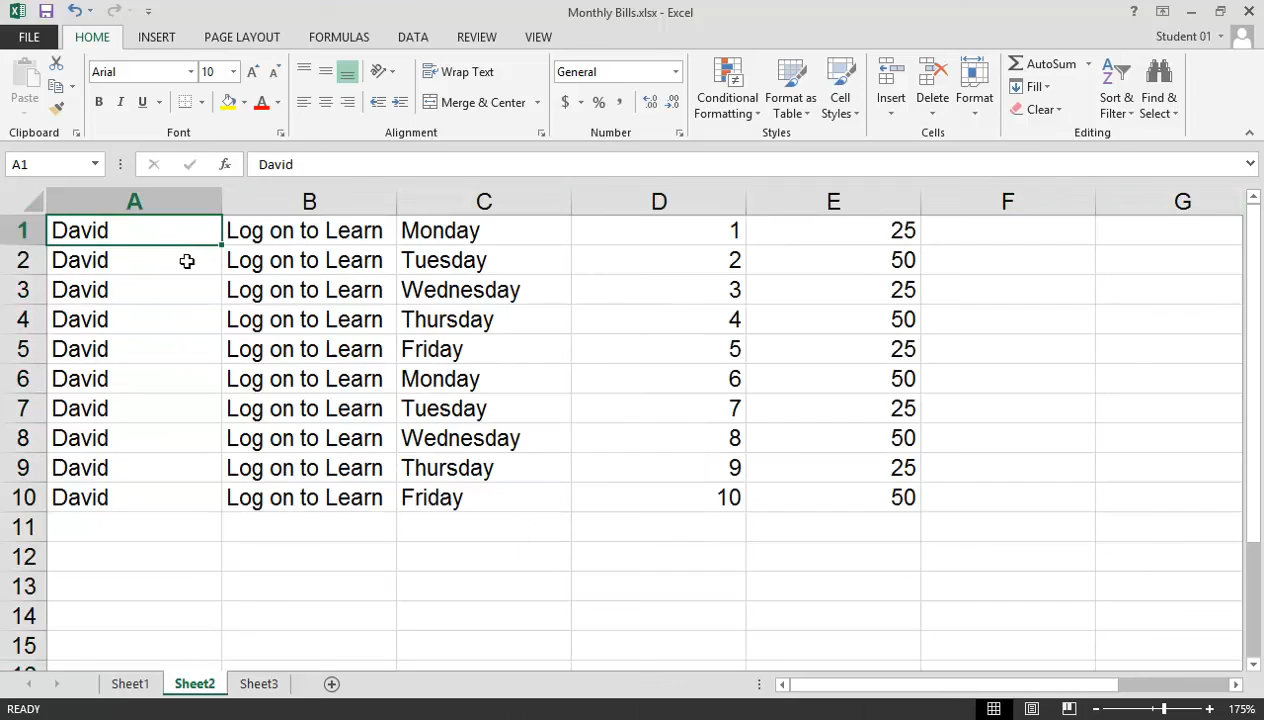 Monthly Bills.xlsx - Excel
FILE HOME INSERT PAGE LAYOUT FORMULAS DATA REVIEW VIEW Student 01
Paste
Arial 10
B I U
Wrap Text
Merge & Center
General
$ % ,
Conditional Formatting
Format as Table
Cell Styles
Insert Delete Format
AutoSum
Fill
Clear
Sort & Filter
Find & Select
Clipboard Font Alignment Number Styles Cells Editing
A1 fx David
A B C D E F G
1 David Log on to Learn Monday 1 25
2 David Log on to Learn Tuesday 2 50
3 David Log on to Learn Wednesday 3 25
4 David Log on to Learn Thursday 4 50
5 David Log on to Learn Friday 5 25
6 David Log on to Learn Monday 6 50
7 David Log on to Learn Tuesday 7 25
8 David Log on to Learn Wednesday 8 50
9 David Log on to Learn Thursday 9 25
10 David Log on to Learn Friday 10 50
11
12
13
14
15
Sheet1 Sheet2 Sheet3
READY 175%